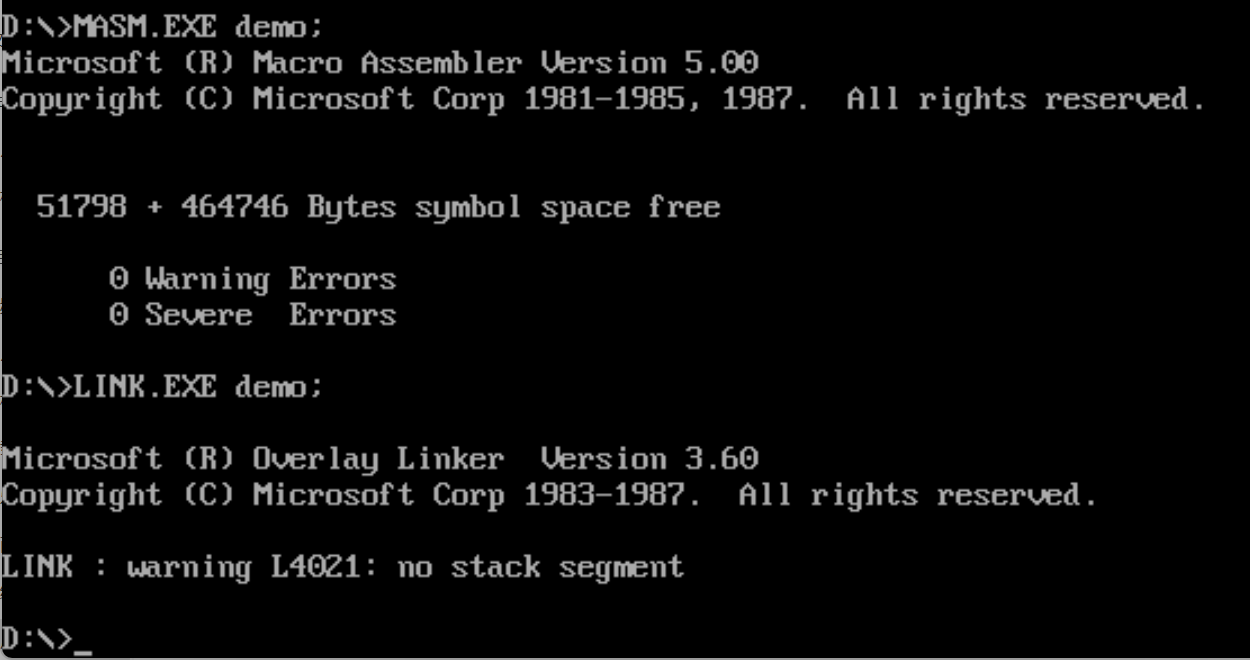 D:\>MASM.EXE demo;
Microsoft (R) Macro Assembler Version 5.00
Copyright (C) Microsoft Corp 1981-1985, 1987.  All rights reserved.
51798 + 464746 Bytes symbol space free
0 Warning Errors
0 Severe  Errors
D:\>LINK.EXE demo;
Microsoft (R) Overlay Linker  Version 3.60
Copyright (C) Microsoft Corp 1983-1987.  All rights reserved.
LINK : warning L4021: no stack segment
D:\>_